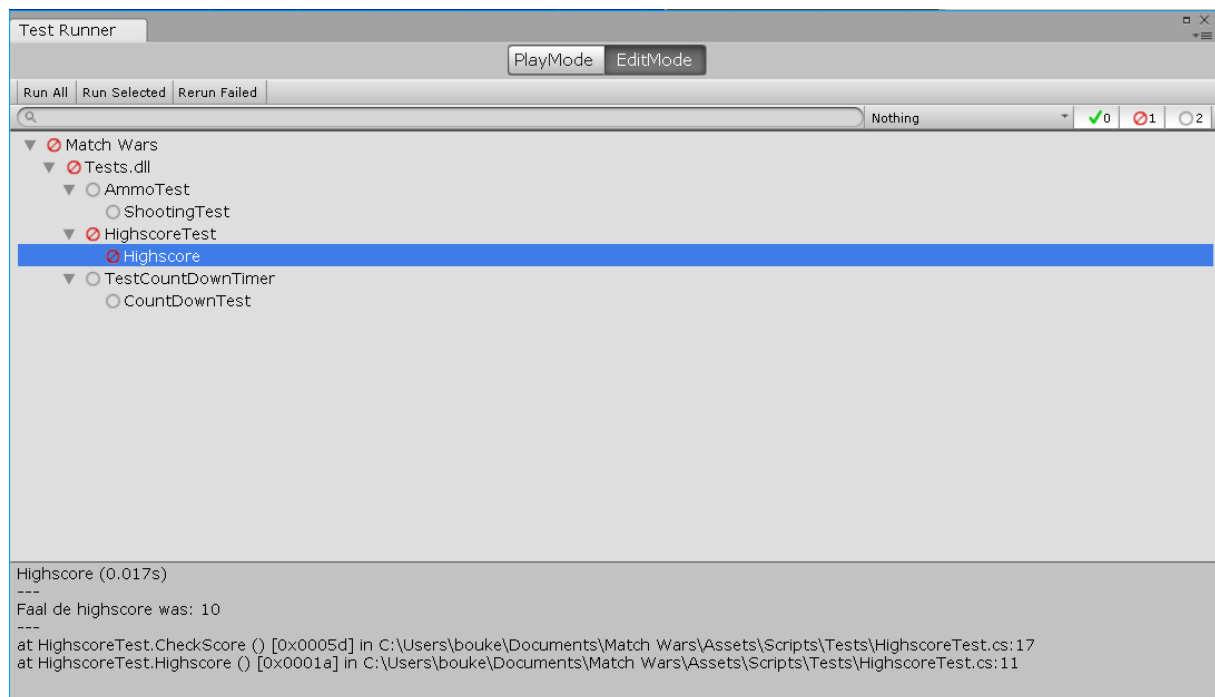 Test Runner
PlayMode EditMode
Run All Run Selected Rerun Failed
Nothing 0 1 2
Match Wars
Tests.dll
AmmoTest
ShootingTest
HighscoreTest
Highscore
TestCountDownTimer
CountDownTest
Highscore (0.017s)
---
Faal de highscore was: 10
---
at HighscoreTest.CheckScore () [0x0005d] in C:\Users\bouke\Documents\Match Wars\Assets\Scripts\Tests\HighscoreTest.cs:17
at HighscoreTest.Highscore () [0x0001a] in C:\Users\bouke\Documents\Match Wars\Assets\Scripts\Tests\HighscoreTest.cs:11